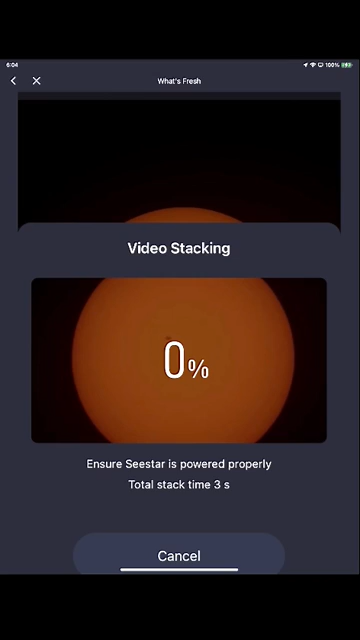 6:04
100%
What's Fresh
Video Stacking
0%
Ensure Seestar is powered properly
Total stack time 3 s
Cancel